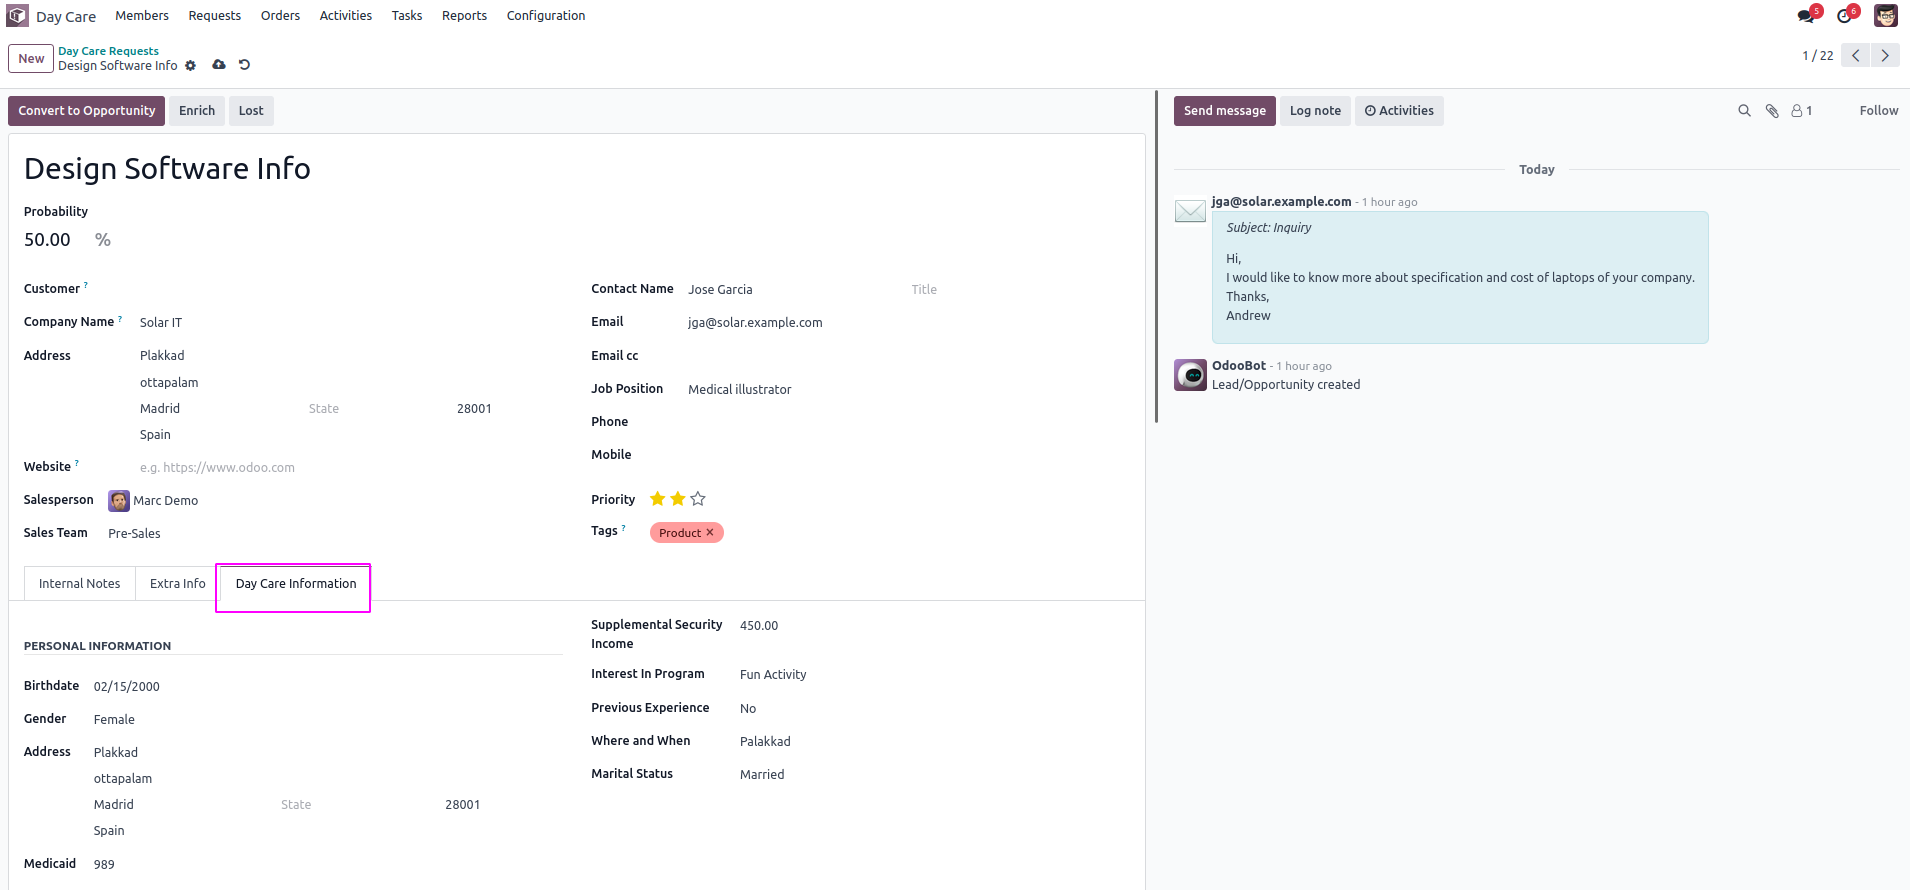 Day Care Members Requests Orders Activities Tasks Reports Configuration 5 6
New
Day Care Requests
Design Software Info
1 / 22
Convert to Opportunity Enrich Lost
Design Software Info
Probability
50.00 %
Customer ?
Company Name ? Solar IT
Address Plakkad
ottapalam
Madrid State 28001
Spain
Website ? e.g. https://www.odoo.com
Salesperson Marc Demo
Sales Team Pre-Sales
Contact Name Jose Garcia Title
Email jga@solar.example.com
Email cc
Job Position Medical illustrator
Phone
Mobile
Priority
Tags ? Product ×
Internal Notes Extra Info Day Care Information
PERSONAL INFORMATION
Birthdate 02/15/2000
Gender Female
Address Plakkad
ottapalam
Madrid State 28001
Spain
Medicaid 989
Supplemental Security 450.00
Income
Interest In Program Fun Activity
Previous Experience No
Where and When Palakkad
Marital Status Married
Send message Log note Activities 1 Follow
Today
jga@solar.example.com - 1 hour ago
Subject: Inquiry
Hi,
I would like to know more about specification and cost of laptops of your company.
Thanks,
Andrew
OdooBot - 1 hour ago
Lead/Opportunity created